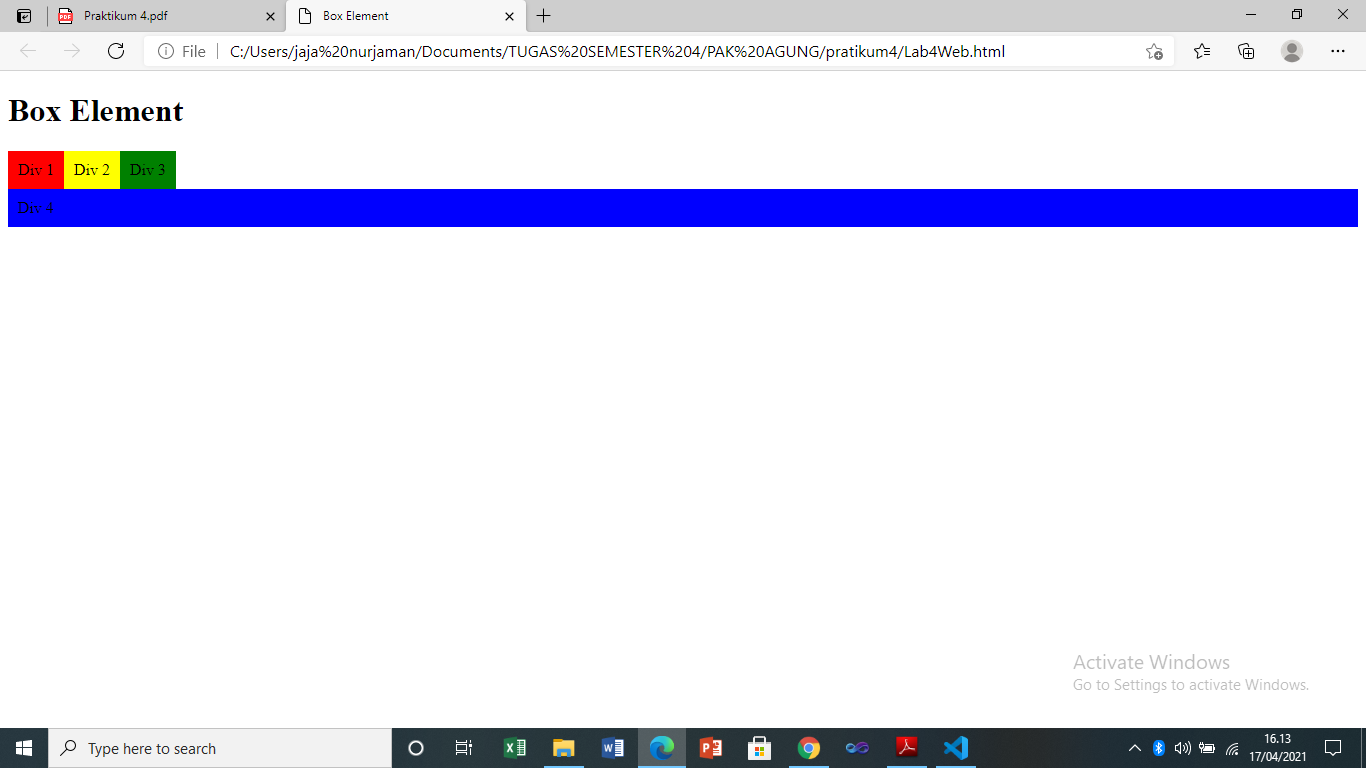 Praktikum 4.pdf
Box Element
File
C:/Users/jaja%20nurjaman/Documents/TUGAS%20SEMESTER%204/PAK%20AGUNG/pratikum4/Lab4Web.html
Box Element
Div 1 Div 2 Div 3
Div 4
Activate Windows
Go to Settings to activate Windows.
Type here to search
16.13
17/04/2021